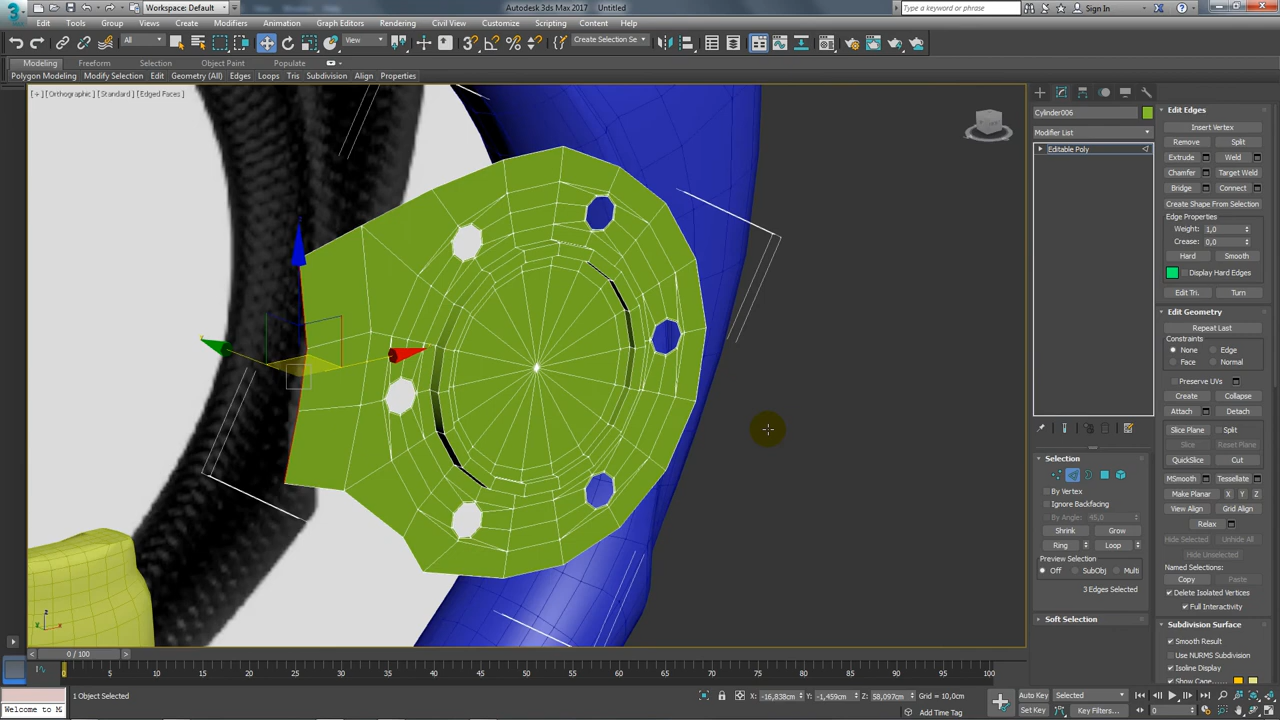 3
Workspace: Default
Autodesk 3ds Max 2017 Untitled
Type a keyword or phrase
Sign In
Edit Tools Group Views Create Modifiers Animation Graph Editors Rendering Civil View Customize Scripting Content Help
All
View
Create Selection Se
Modeling Freeform Selection Object Paint Populate
Polygon Modeling Modify Selection Edit Geometry (All) Edges Loops Tris Subdivision Align Properties
[+] [Orthographic] [Standard] [Edged Faces]
Cylinder006
Modifier List
Editable Poly
Selection
By Vertex
Ignore Backfacing
By Angle: 45,0
Shrink Grow
Ring Loop
Preview Selection
Off SubObj Multi
3 Edges Selected
Soft Selection
Edit Edges
Insert Vertex
Remove Split
Extrude Weld
Chamfer Target Weld
Bridge Connect
Create Shape From Selection
Edge Properties
Weight: 1,0
Crease: 0,0
Hard Smooth
Display Hard Edges
Edit Tri. Turn
Edit Geometry
Repeat Last
Constraints
None Edge
Face Normal
Preserve UVs
Create Collapse
Attach Detach
Slice Plane Split
Slice Reset Plane
QuickSlice Cut
MSmooth Tessellate
Make Planar X Y Z
View Align Grid Align
Relax
Hide Selected Unhide All
Hide Unselected
Named Selections:
Copy Paste
Delete Isolated Vertices
Full Interactivity
Subdivision Surface
Smooth Result
Use NURMS Subdivision
Isoline Display
Show Cage
z
y
x
0 / 100
0 5 10 15 20 25 30 35 40 45 50 55 60 65 70 75 80 85 90 95 100
1 Object Selected
X: -16,838cm Y: -1,459cm Z: 58,097cm Grid = 10,0cm
Auto Key Selected
Welcome to M
Add Time Tag
Set Key Key Filters...
0